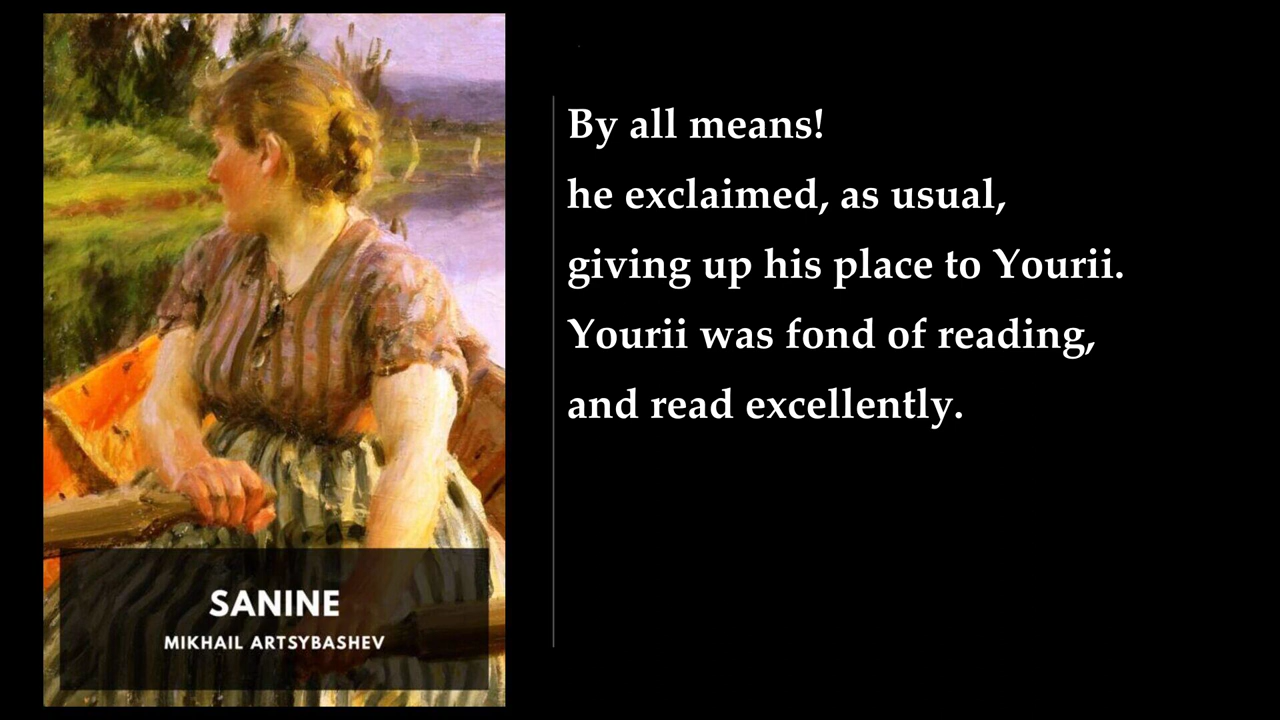 By all means!
he exclaimed, as usual,
giving up his place to Yourii.
Yourii was fond of reading,
and read excellently.
SANINE
MIKHAIL ARTSYBASHEV